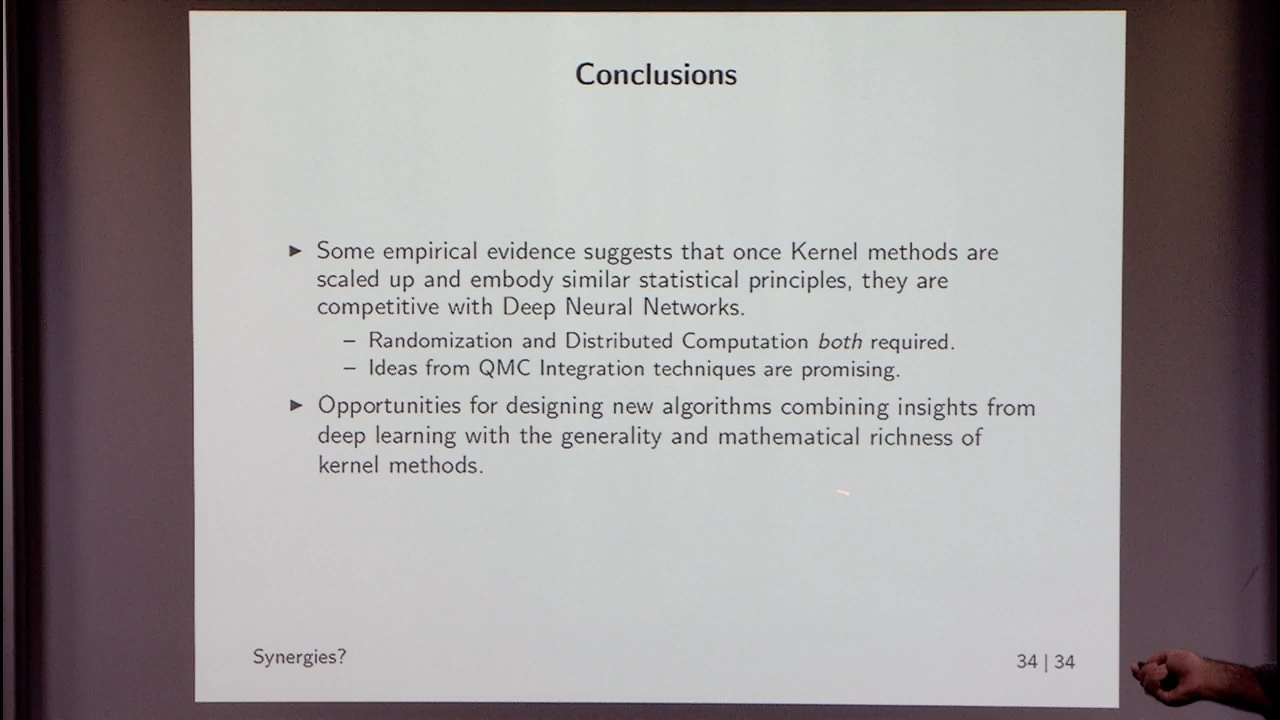 Conclusions
► Some empirical evidence suggests that once Kernel methods are
scaled up and embody similar statistical principles, they are
competitive with Deep Neural Networks.
– Randomization and Distributed Computation both required.
– Ideas from QMC Integration techniques are promising.
► Opportunities for designing new algorithms combining insights from
deep learning with the generality and mathematical richness of
kernel methods.
Synergies?
34 | 34